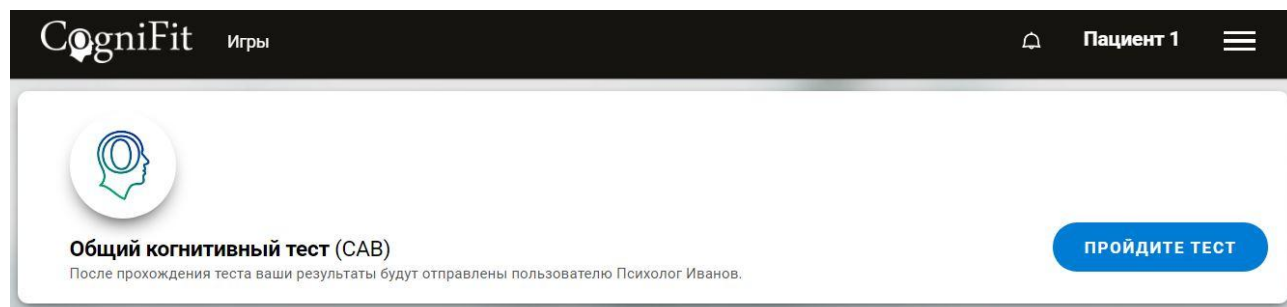 CogniFit Игры Пациент 1
Общий когнитивный тест (CAB)
ПРОЙДИТЕ ТЕСТ
После прохождения теста ваши результаты будут отправлены пользователю Психолог Иванов.